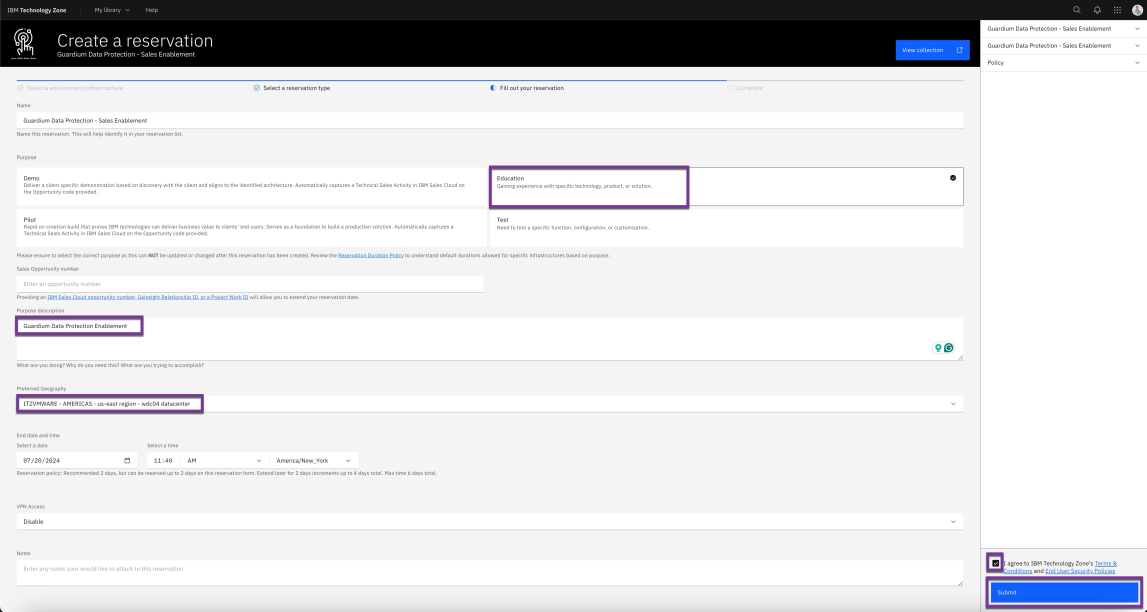 IBM Technology Zone
My library
Help
Create a reservation
Guardium Data Protection - Sales Enablement
View collection
Guardium Data Protection - Sales Enablement
Guardium Data Protection - Sales Enablement
Policy
Select a environment/infrastructure
Select a reservation type
Fill out your reservation
Complete
Name
Guardium Data Protection - Sales Enablement
Name this reservation. This will help identify it in your reservation list.
Purpose
Demo
Deliver a client specific demonstration based on discovery with the client and aligns to the identified architecture. Automatically captures a Technical Sales Activity in IBM Sales Cloud on
the Opportunity code provided.
Education
Gaining experience with specific technology, product, or solution.
Pilot
Rapid co-creation build that proves IBM technologies can deliver business value to clients' end users. Serves as a foundation to build a production solution. Automatically captures a
Technical Sales Activity in IBM Sales Cloud on the Opportunity code provided.
Test
Need to test a specific function, configuration, or customization.
Please ensure to select the correct purpose as this can NOT be updated or changed after this reservation has been created. Review the Reservation Duration Policy to understand default durations allowed for specific infrastructures based on purpose.
Sales Opportunity number
Enter an opportunity number
Providing an IBM Sales Cloud opportunity number, Gainsight Relationship ID, or a Project Work ID will allow you to extend your reservation date.
Purpose description
Guardium Data Protection Enablement
What are you doing? Why do you need this? What are you trying to accomplish?
Preferred Geography
ITZVMWARE - AMERICAS - us-east region - wdc04 datacenter
End date and time
Select a date
Select a time
07/20/2024
11:40
AM
America/New_York
Reservation policy: Recommended 2 days, but can be reserved up to 2 days on this reservation form. Extend later for 2 days increments up to 4 days total. Max time 6 days total.
VPN Access
Disable
Notes
Enter any notes your would like to attach to this reservation
I agree to IBM Technology Zone's Terms &
Conditions and End User Security Policies
Submit